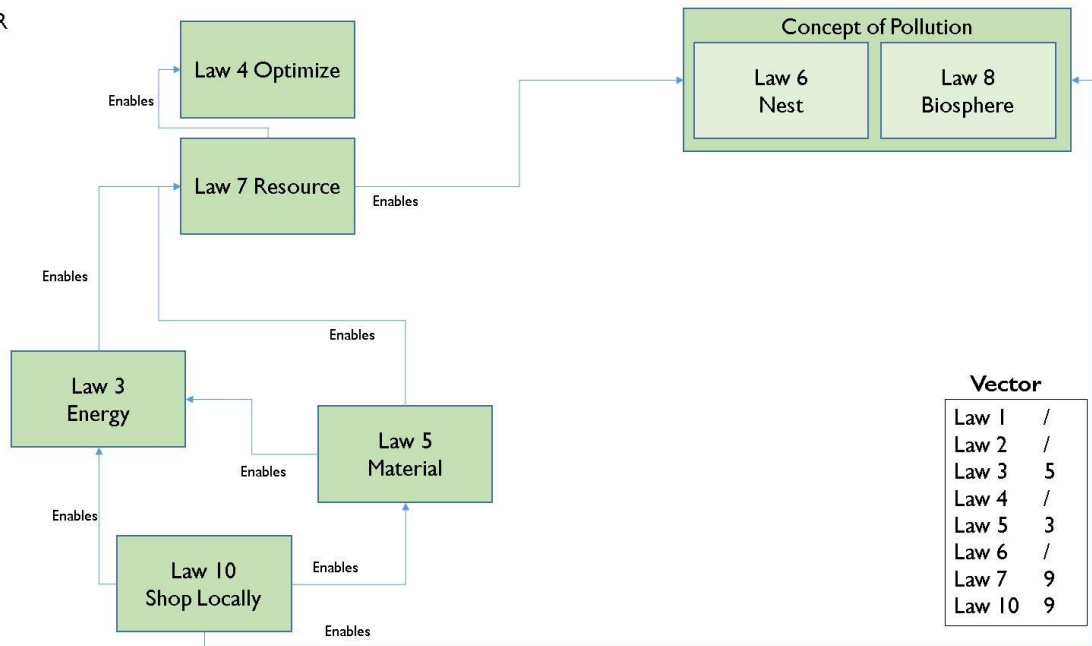 R
Concept of Pollution
Law 4 Optimize
Law 6
Nest
Law 8
Biosphere
Enables
Law 7 Resource
Enables
Enables
Enables
Law 3
Energy
Law 5
Material
Enables
Enables
Law 10
Shop Locally
Enables
Enables
Vector
Law 1 /
Law 2 /
Law 3 5
Law 4 /
Law 5 3
Law 6 /
Law 7 9
Law 10 9